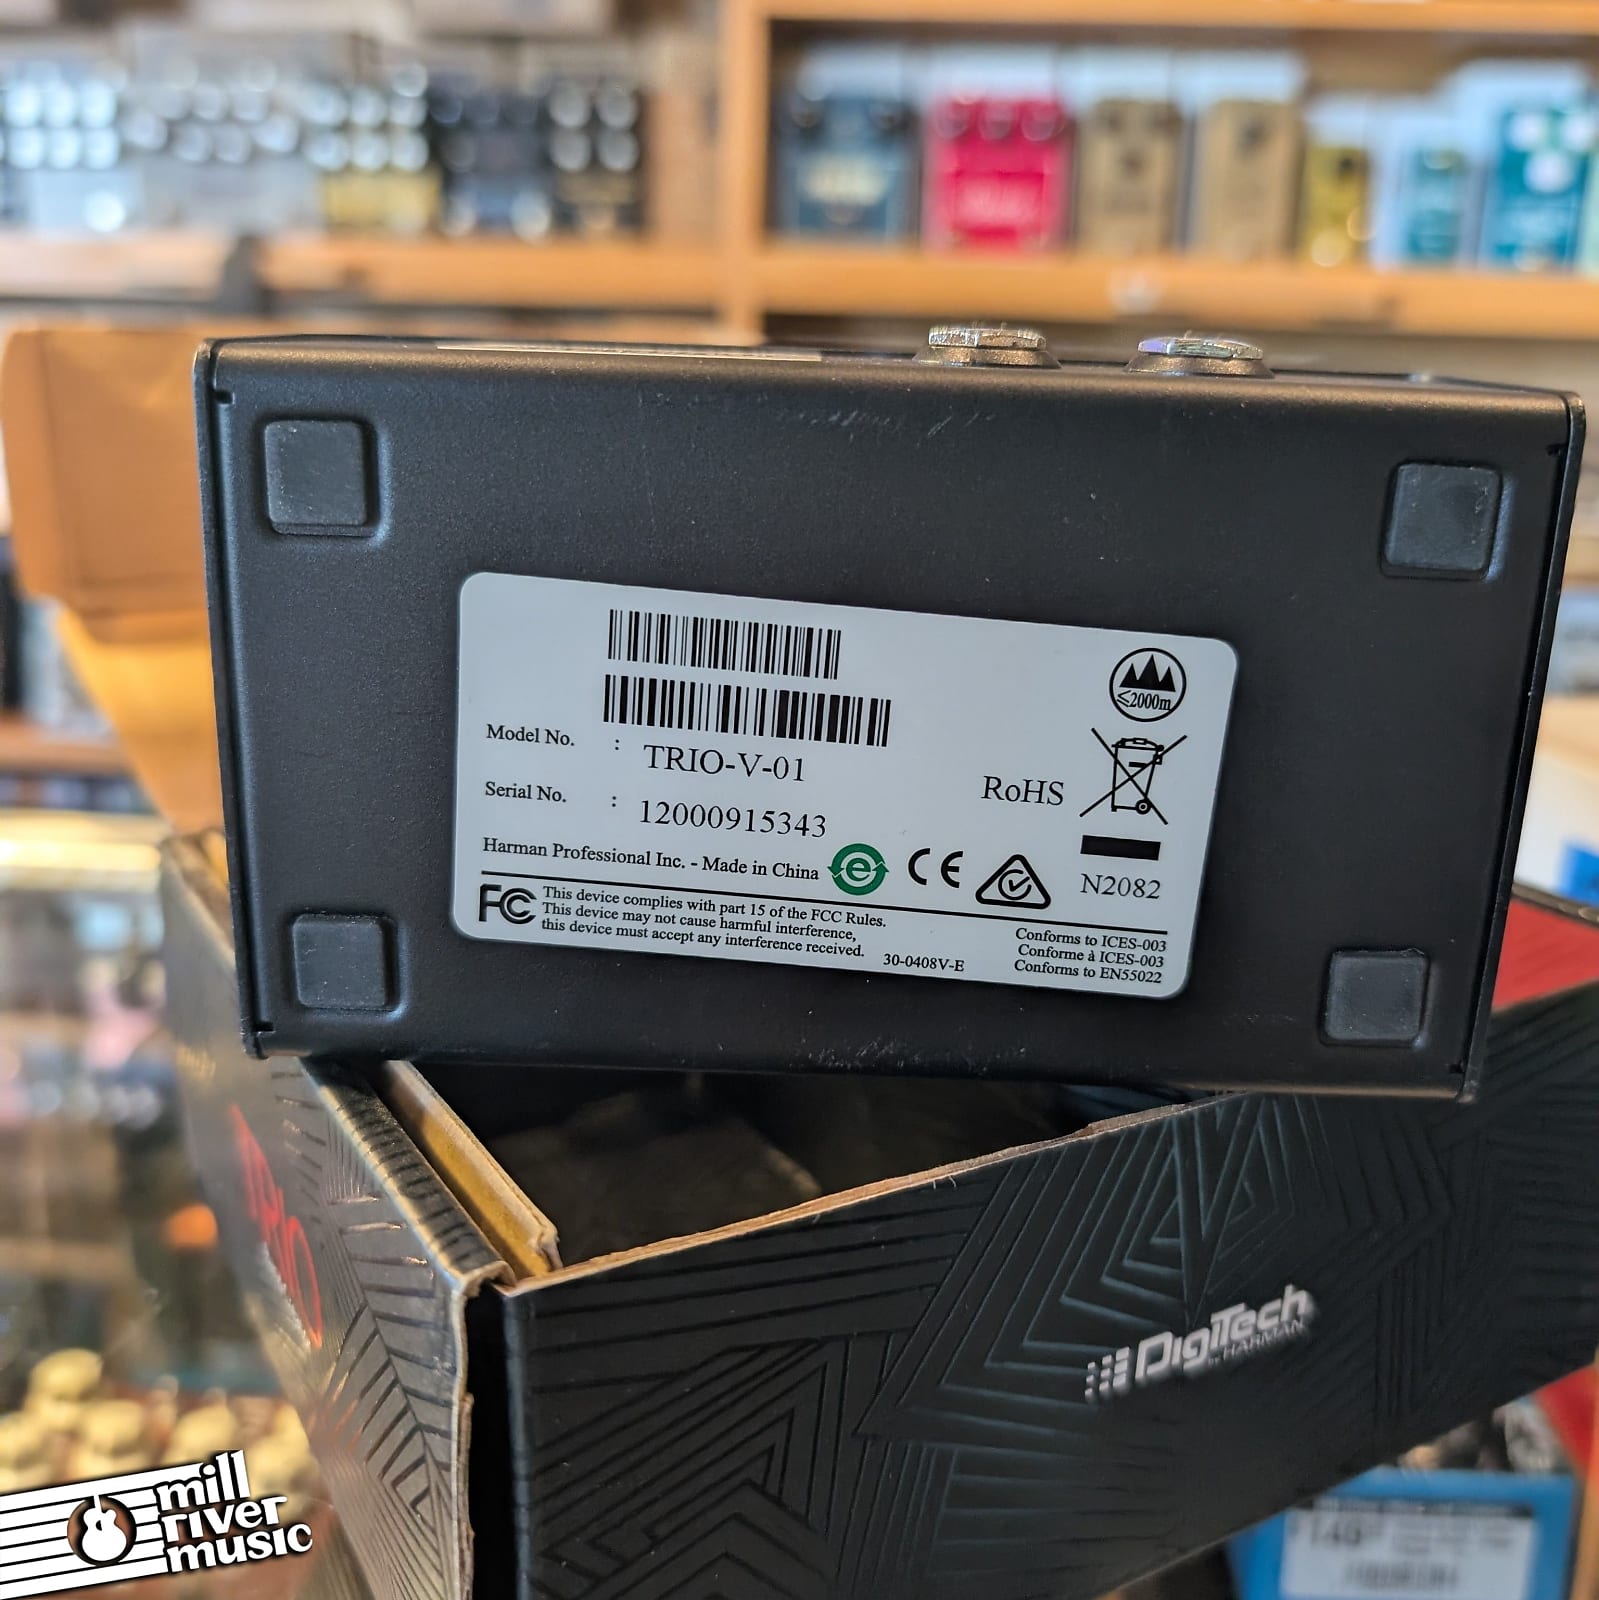 ≤2000m
Model No. : TRIO-V-01
Serial No. : 12000915343
RoHS
N2082
Harman Professional Inc. - Made in China
FC
This device complies with part 15 of the FCC Rules.
This device may not cause harmful interference,
this device must accept any interference received.
30-0408V-E
Conforms to ICES-003
Conforme à ICES-003
Conforms to EN55022
e
CE
TRIO
DigiTech
BY HARMAN
mill
river
music